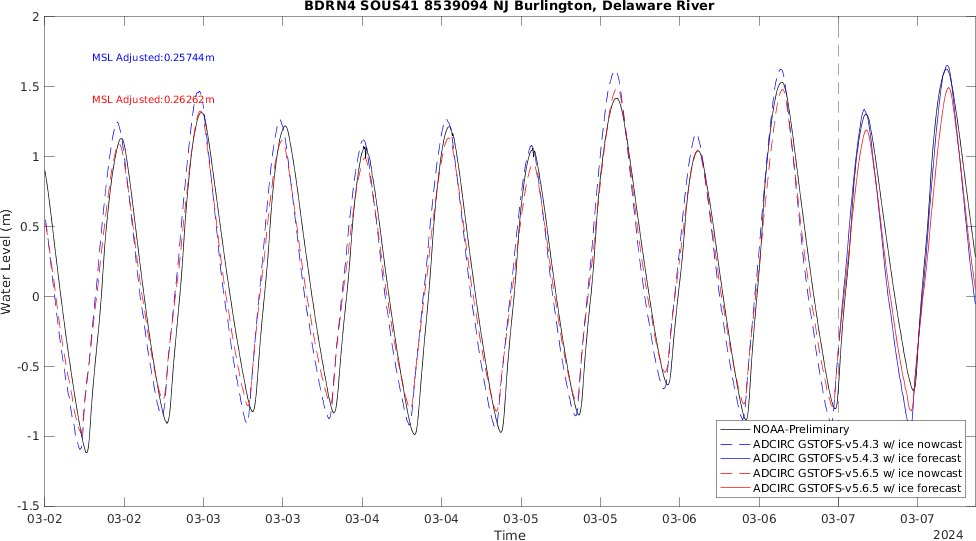 BDRN4 SOUS41 8539094 NJ Burlington, Delaware River
2
1.5
1
0.5
0
-0.5
-1
-1.5
Water Level (m)
MSL Adjusted:0.25744m
MSL Adjusted:0.26262m
NOAA-Preliminary
ADCIRC GSTOFS-v5.4.3 w/ ice nowcast
ADCIRC GSTOFS-v5.4.3 w/ ice forecast
ADCIRC GSTOFS-v5.6.5 w/ ice nowcast
ADCIRC GSTOFS-v5.6.5 w/ ice forecast
03-02 03-02 03-03 03-03 03-04 03-04 03-05 03-05 03-06 03-06 03-07 03-07
Time
2024